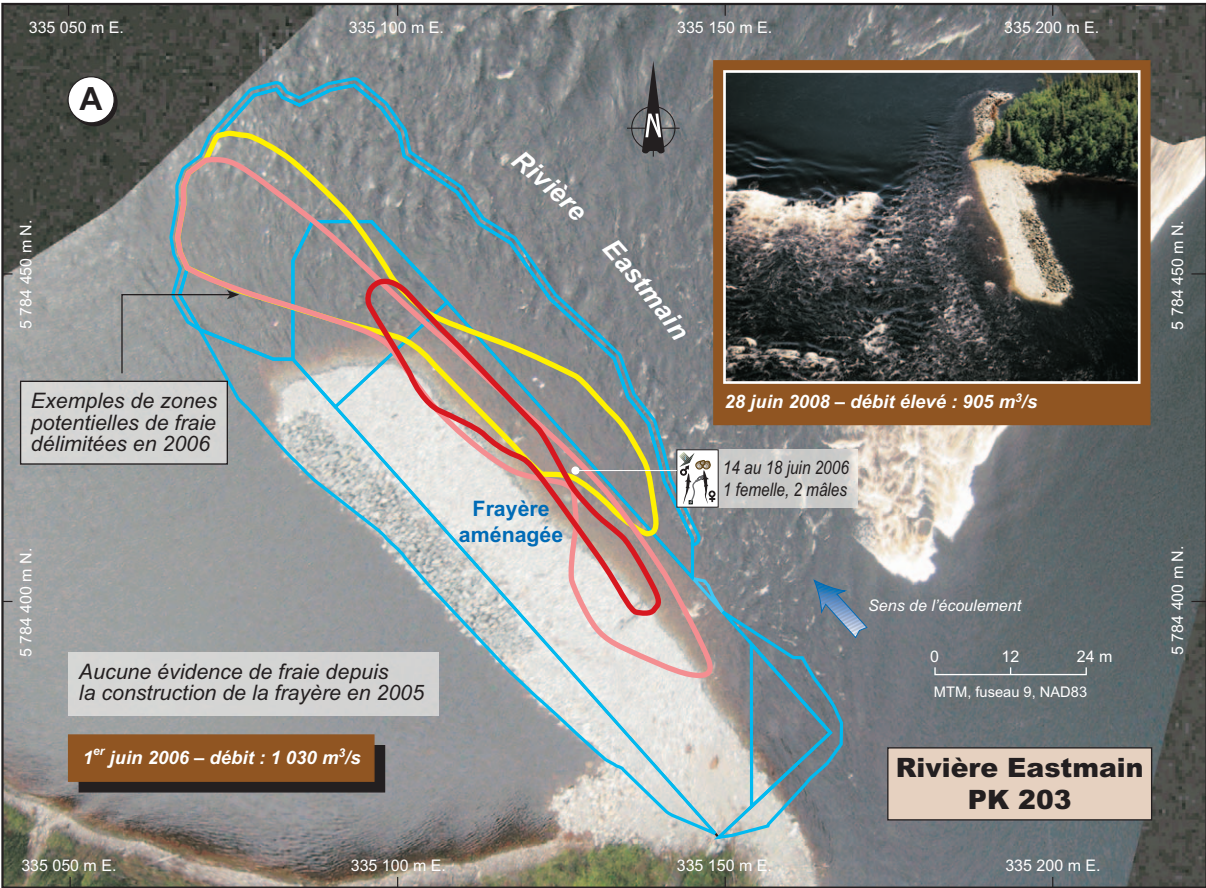 335 050 m E.
335 100 m E.
335 150 m E.
335 200 m E.
A
N
Rivière
Eastmain
5 784 450 m N.
5 784 450 m N.
28 juin 2008 – débit élevé : 905 m³/s
Exemples de zones
potentielles de fraie
délimitées en 2006
14 au 18 juin 2006
1 femelle, 2 mâles
Frayère
aménagée
5 784 400 m N.
5 784 400 m N.
Sens de l'écoulement
0 12 24 m
MTM, fuseau 9, NAD83
Aucune évidence de fraie depuis
la construction de la frayère en 2005
1er juin 2006 – débit : 1 030 m³/s
Rivière Eastmain
PK 203
335 050 m E.
335 100 m E.
335 150 m E.
335 200 m E.